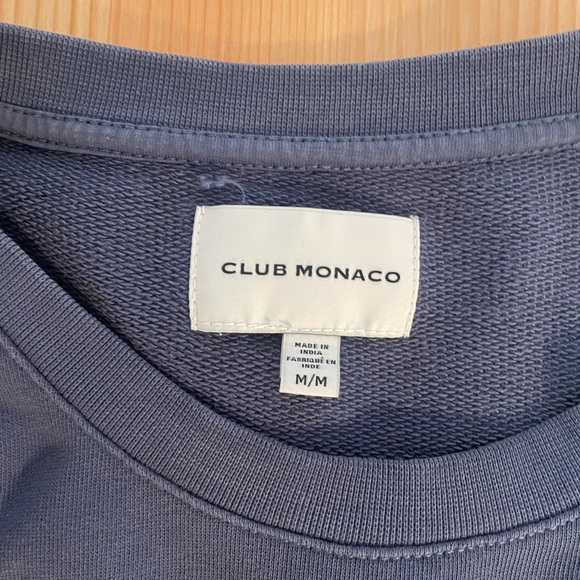 CLUB MONACO
MADE IN
INDIA
FABRIQUÉ EN
INDE
M/M